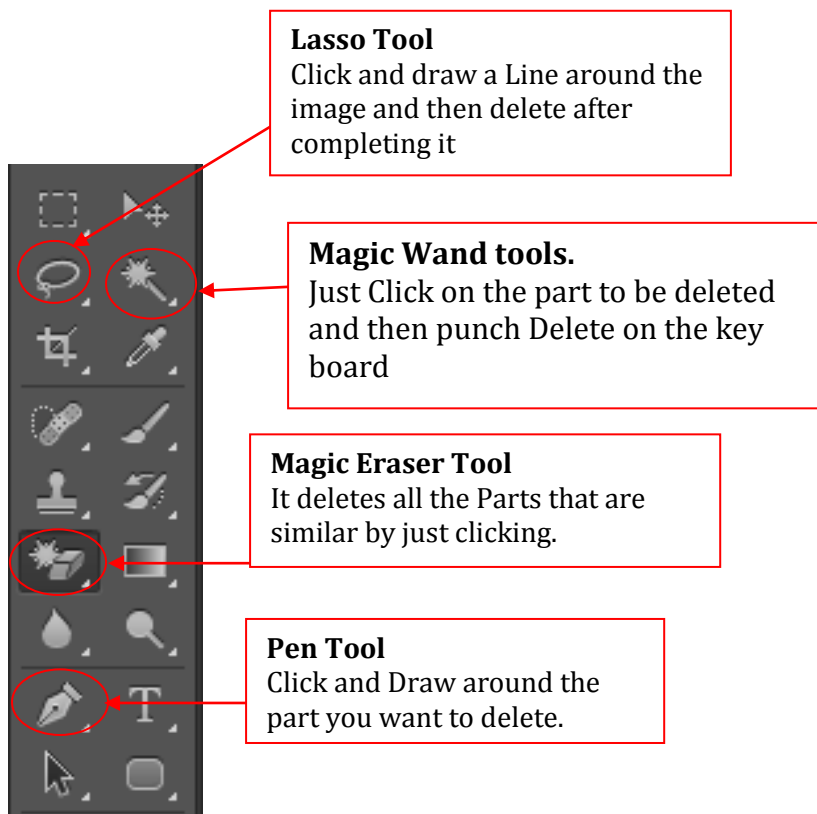 Lasso Tool
Click and draw a Line around the
image and then delete after
completing it
Magic Wand tools.
Just Click on the part to be deleted
and then punch Delete on the key
board
Magic Eraser Tool
It deletes all the Parts that are
similar by just clicking.
Pen Tool
Click and Draw around the
part you want to delete.
T